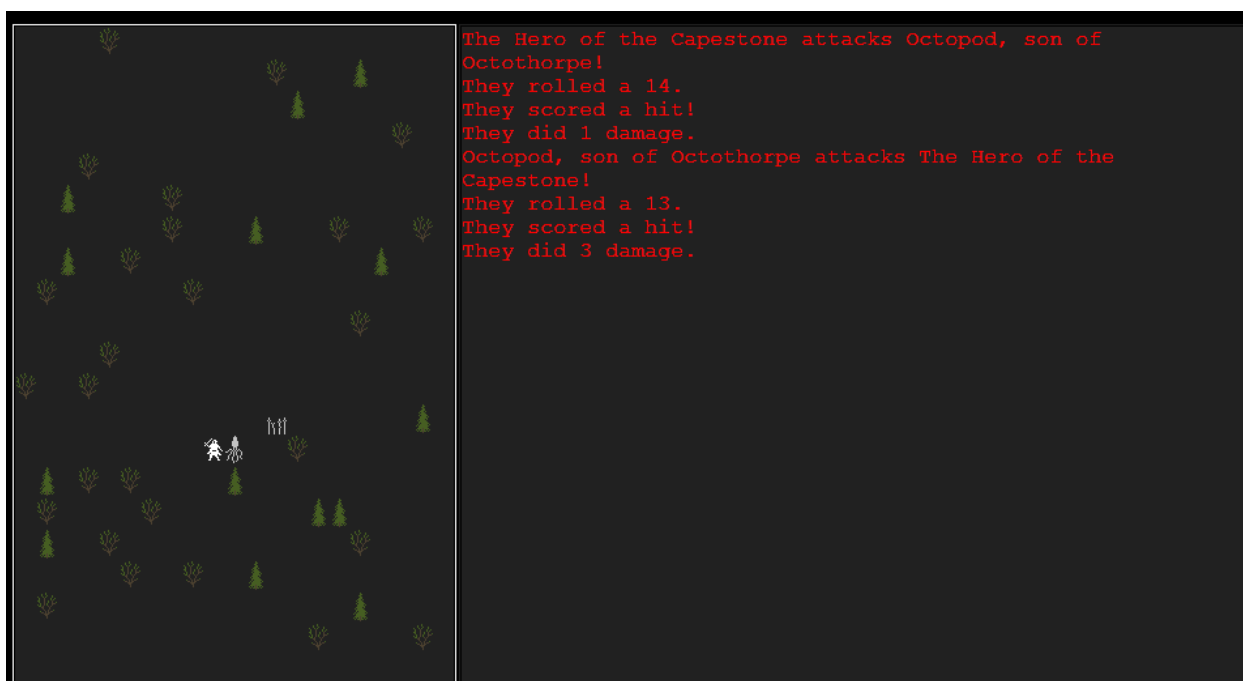 The Hero of the Capestone attacks Octopod, son of
Octothorpe!
They rolled a 14.
They scored a hit!
They did 1 damage.
Octopod, son of Octothorpe attacks The Hero of the
Capestone!
They rolled a 13.
They scored a hit!
They did 3 damage.